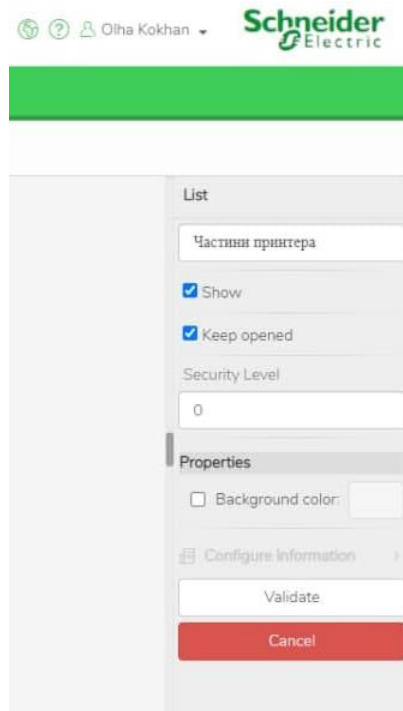 Olha Kokhan
Schneider
Electric
List
Частини принтера
Show
Keep opened
Security Level
0
Properties
Background color:
Configure Information
Validate
Cancel